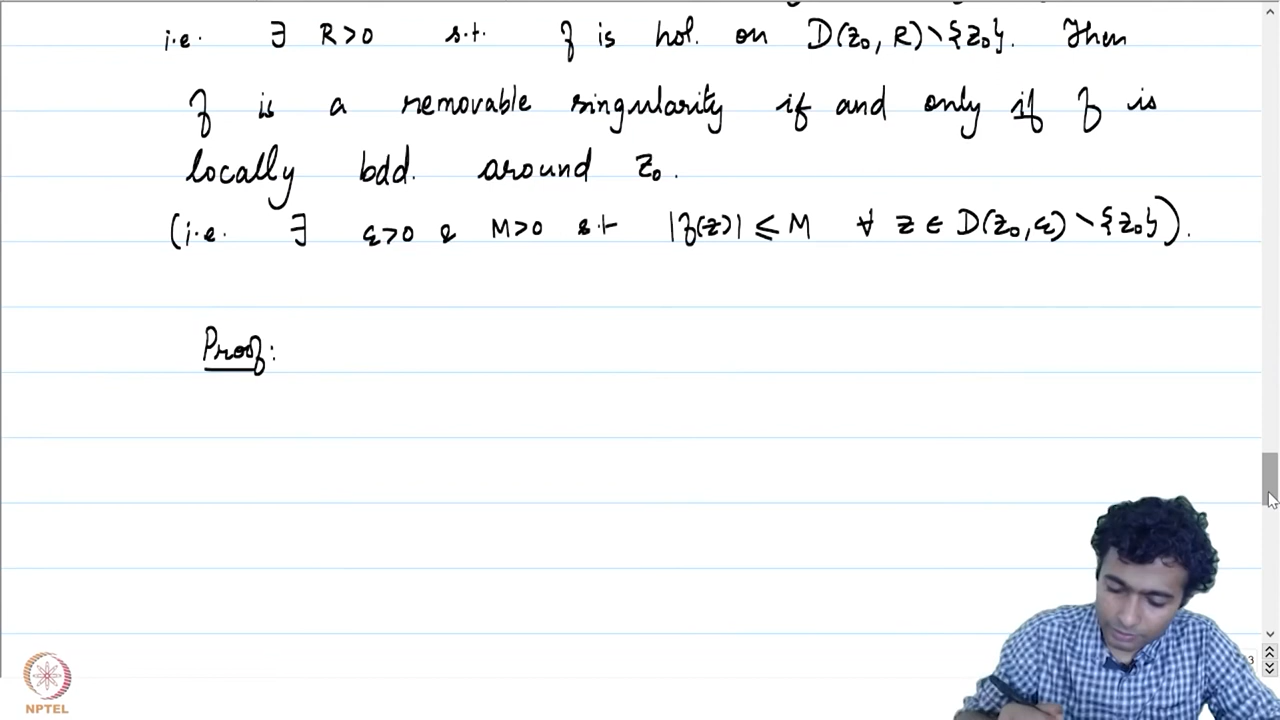 i.e. ∃ R>0 s.t. f is hol. on D(z₀, R)∖{z₀}. Then
f is a removable singularity if and only if f is
locally bdd. around z₀.
(i.e. ∃ ε>0 & M>0 s.t |f(z)| ≤ M ∀ z ∈ D(z₀, ε)∖{z₀}).
Proof:
3
NPTEL